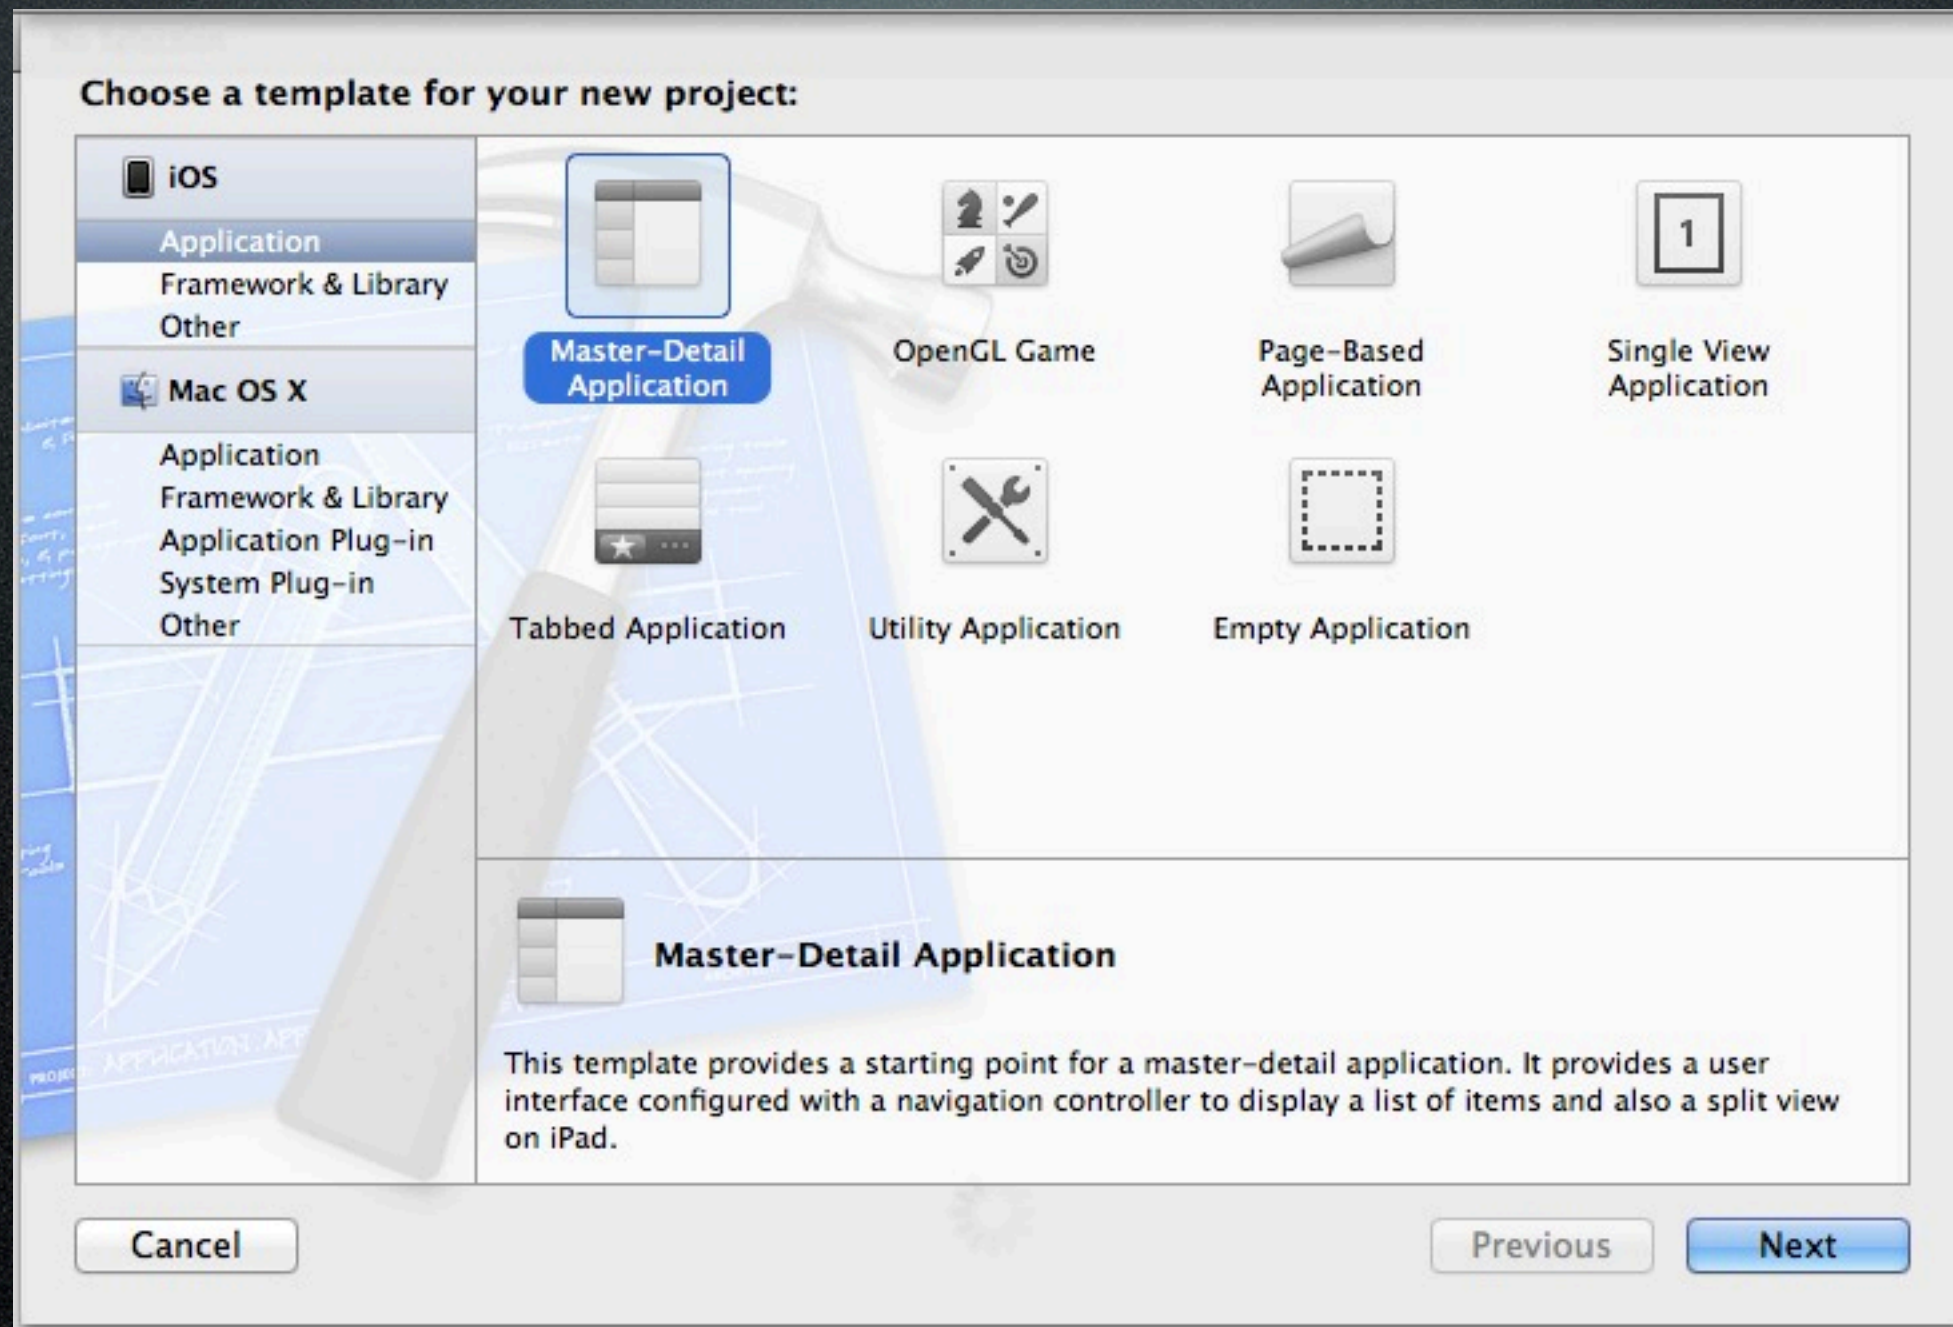 Choose a template for your new project:
iOS
Application
Framework & Library
Other
Mac OS X
Application
Framework & Library
Application Plug-in
System Plug-in
Other
Master-Detail
Application
OpenGL Game
Page-Based
Application
Single View
Application
1
Tabbed Application
Utility Application
Empty Application
Master-Detail Application
This template provides a starting point for a master-detail application. It provides a user
interface configured with a navigation controller to display a list of items and also a split view
on iPad.
Cancel
Previous
Next